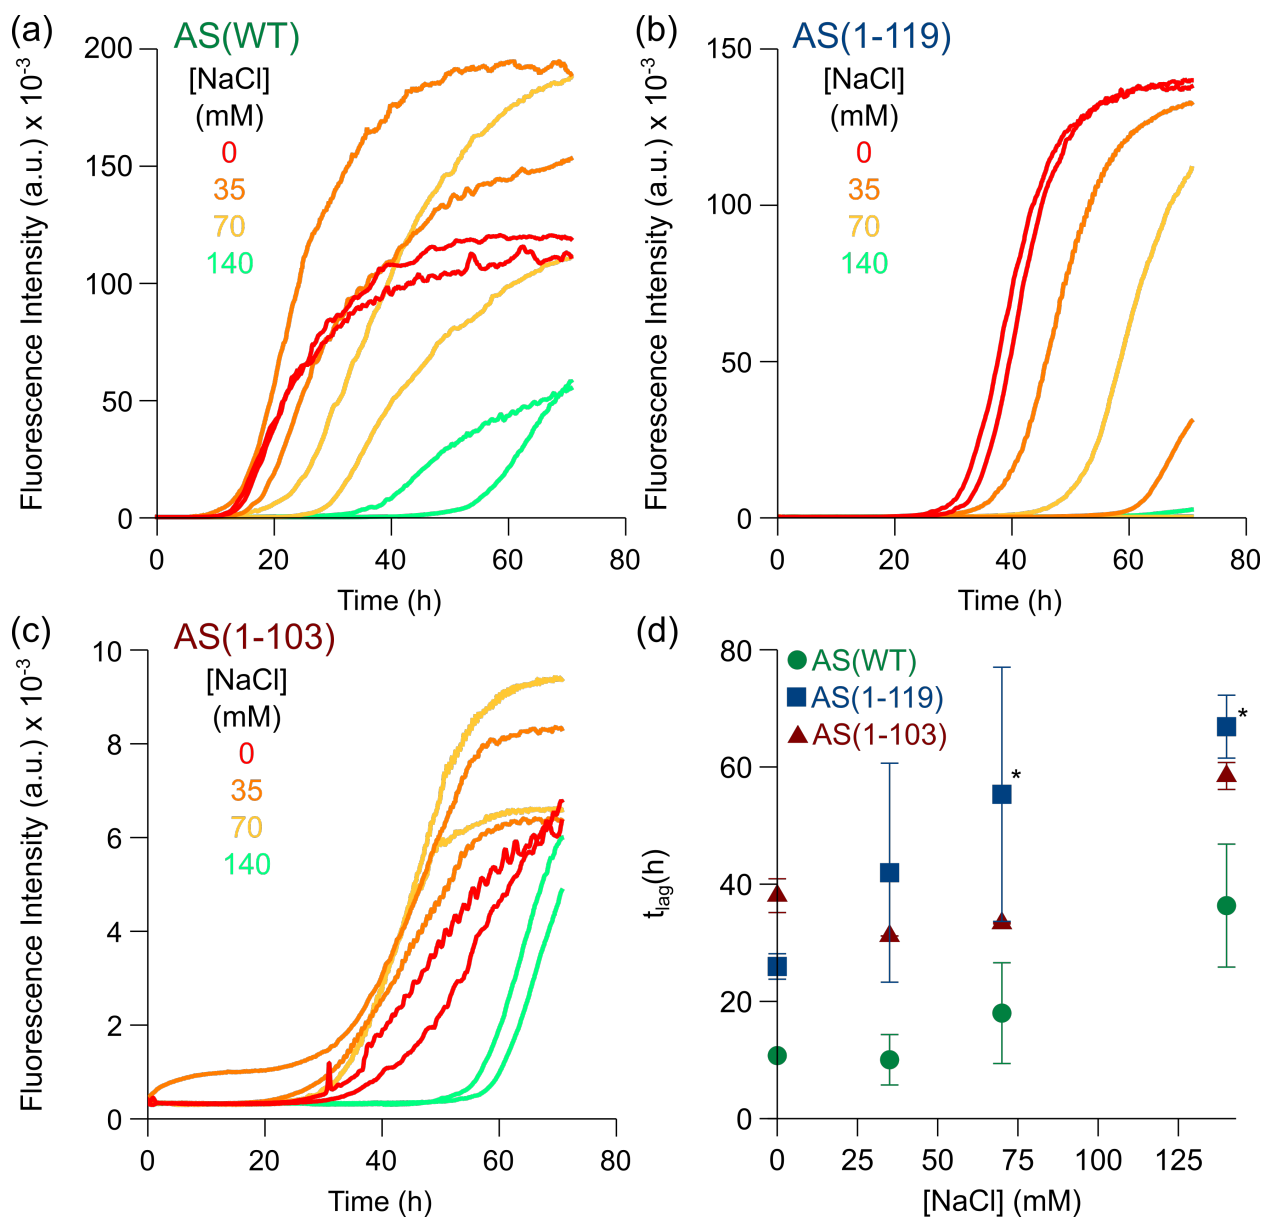 (a)
AS(WT)
[NaCl]
(mM)
0
35
70
140
Fluorescence Intensity (a.u.) x 10⁻³
200
150
100
50
0
0 20 40 60 80
Time (h)
(b)
AS(1-119)
[NaCl]
(mM)
0
35
70
140
Fluorescence Intensity (a.u.) x 10⁻³
150
100
50
0
0 20 40 60 80
Time (h)
(c)
AS(1-103)
[NaCl]
(mM)
0
35
70
140
Fluorescence Intensity (a.u.) x 10⁻³
10
8
6
4
2
0
0 20 40 60 80
Time (h)
(d)
AS(WT)
AS(1-119)
AS(1-103)
*
*
t_lag(h)
80
60
40
20
0
0 25 50 75 100 125
[NaCl] (mM)